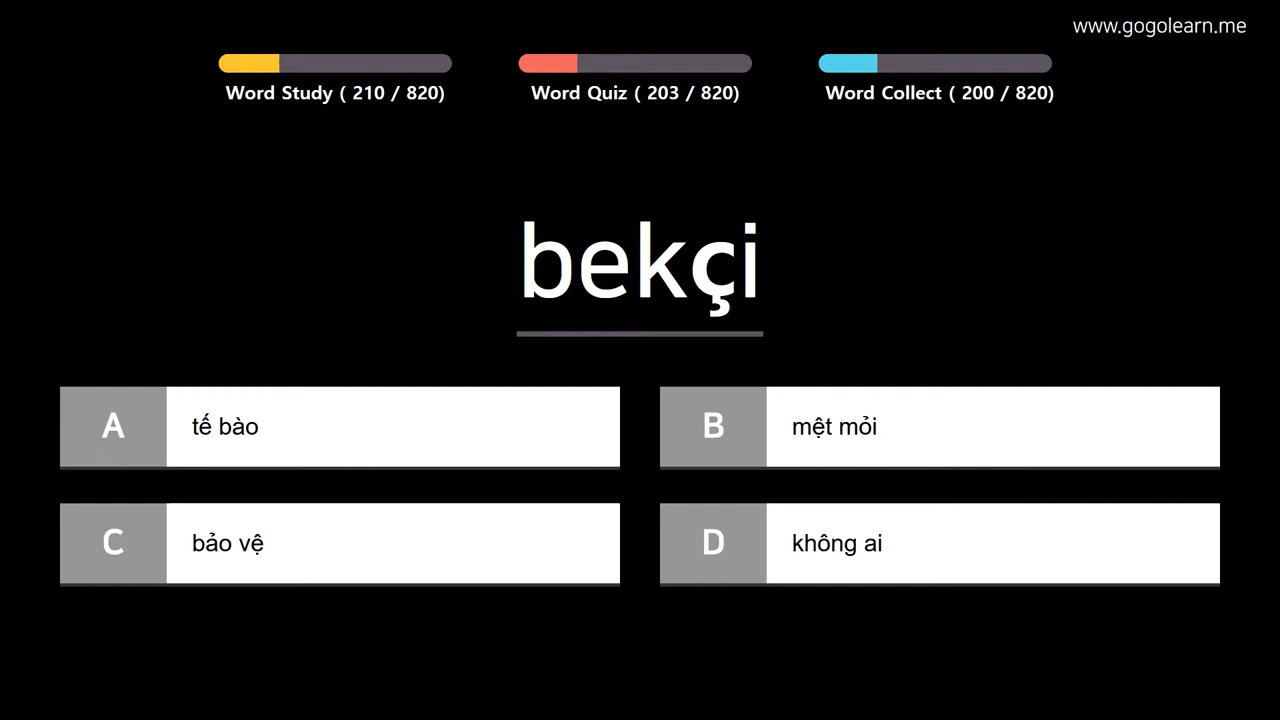 www.gogolearn.me
Word Study ( 210 / 820)
Word Quiz ( 203 / 820)
Word Collect ( 200 / 820)
bekçi
A tế bào
B mệt mỏi
C bảo vệ
D không ai